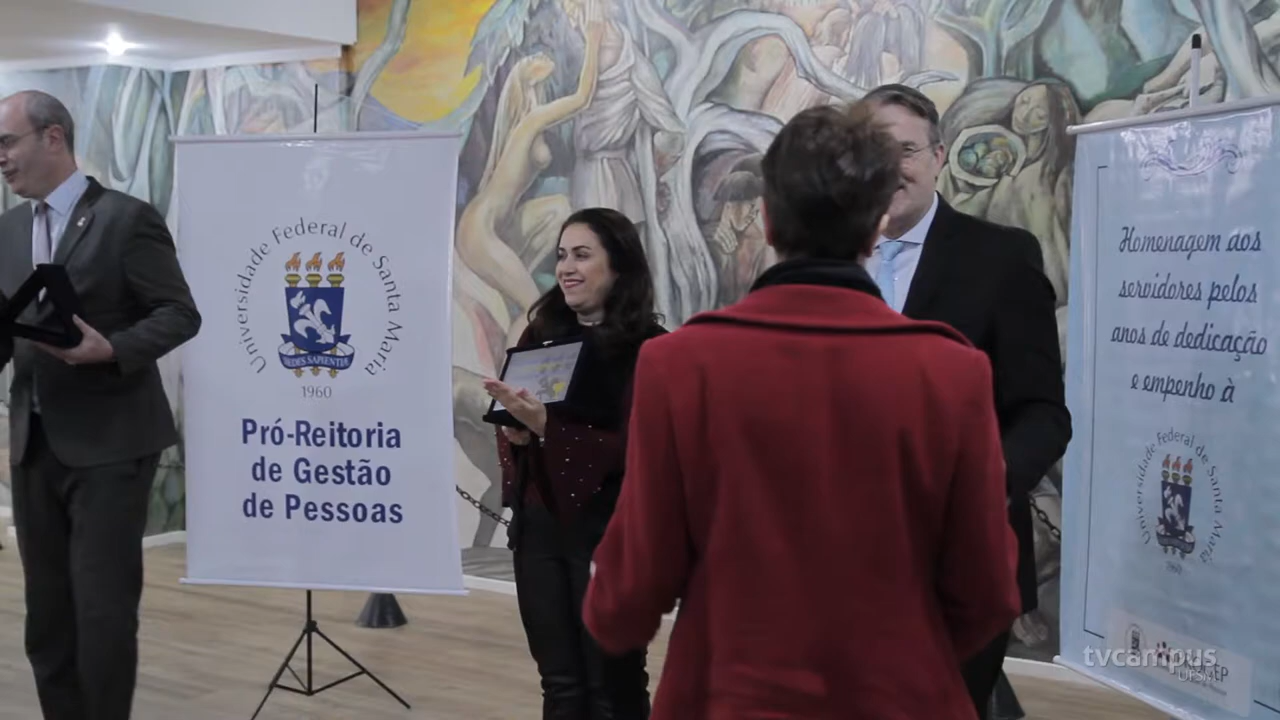 Universidade Federal de Santa Maria
SEDES SAPIENTIAE
1960
Pró-Reitoria
de Gestão
de Pessoas
Homenagem aos
servidores pelos
anos de dedicação
e empenho à
Universidade Federal de Santa Maria
1960
tvcampus
UFSM